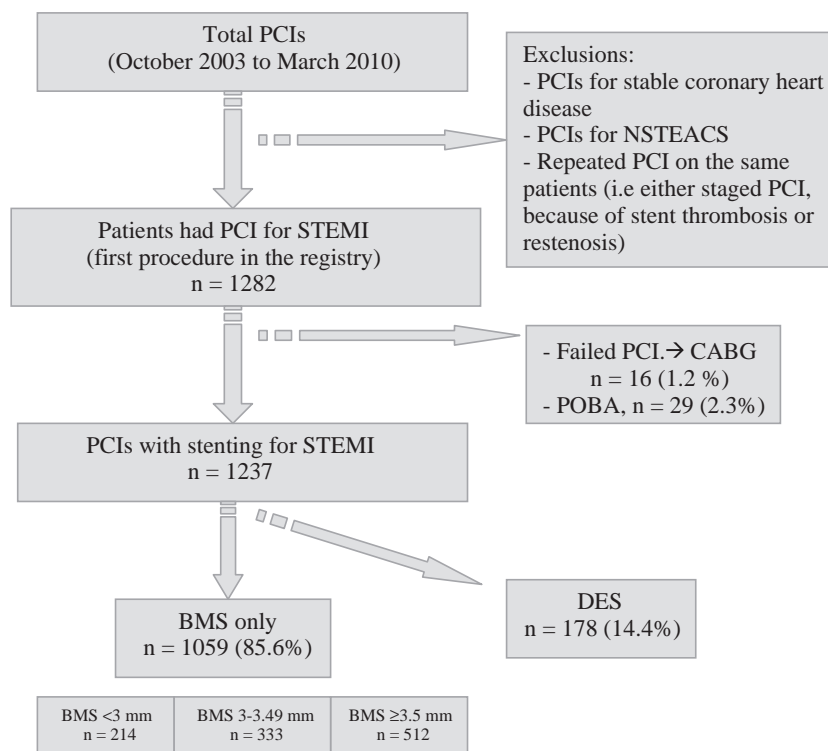 Total PCIs
(October 2003 to March 2010)
Exclusions:
- PCIs for stable coronary heart
disease
- PCIs for NSTEACS
- Repeated PCI on the same
patients (i.e either staged PCI,
because of stent thrombosis or
restenosis)
Patients had PCI for STEMI
(first procedure in the registry)
n = 1282
- Failed PCI.→ CABG
n = 16 (1.2 %)
- POBA, n = 29 (2.3%)
PCIs with stenting for STEMI
n = 1237
BMS only
n = 1059 (85.6%)
DES
n = 178 (14.4%)
BMS <3 mm
n = 214
BMS 3-3.49 mm
n = 333
BMS ≥3.5 mm
n = 512